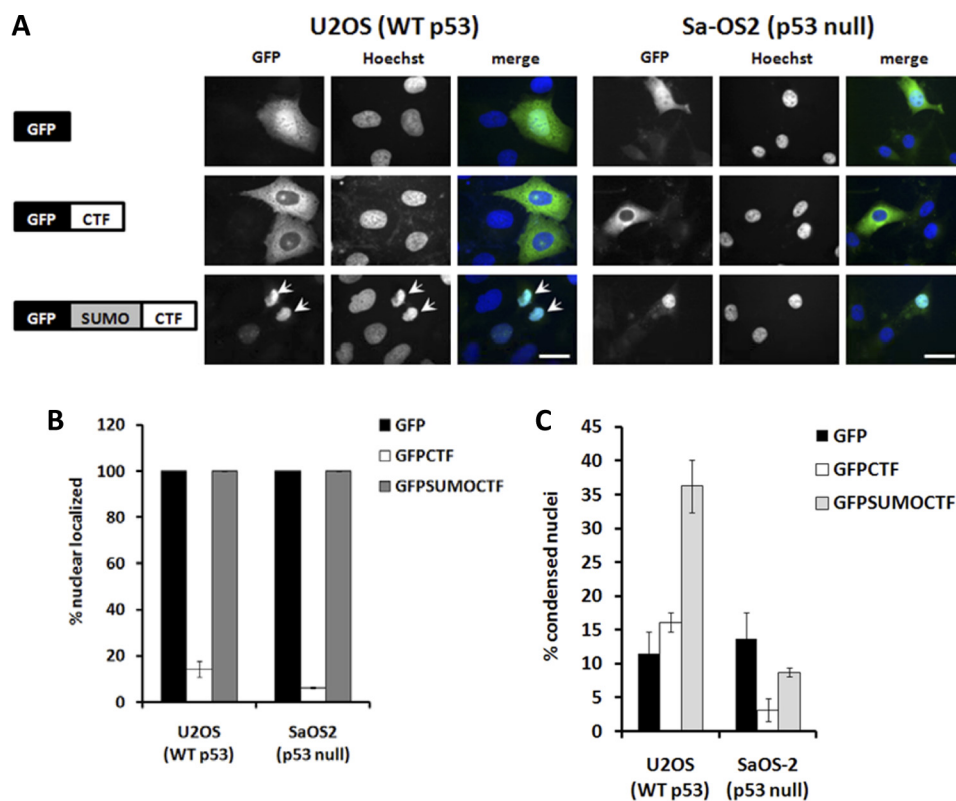 A
U2OS (WT p53)
Sa-OS2 (p53 null)
GFP
Hoechst
merge
GFP
Hoechst
merge
GFP
GFP CTF
GFP SUMO CTF
B
% nuclear localized
120
100
80
60
40
20
0
U2OS
(WT p53)
SaOS2
(p53 null)
GFP
GFPCTF
GFPSUMOCTF
C
% condensed nuclei
45
40
35
30
25
20
15
10
5
0
U2OS
(WT p53)
SaOS-2
(p53 null)
GFP
GFPCTF
GFPSUMOCTF